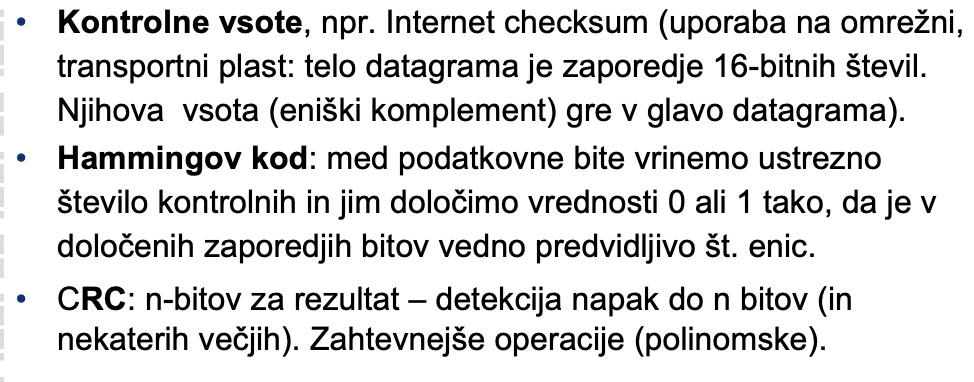 • Kontrolne vsote, npr. Internet checksum (uporaba na omrežni,
transportni plast: telo datagrama je zaporedje 16-bitnih števil.
Njihova vsota (eniški komplement) gre v glavo datagrama).
• Hammingov kod: med podatkovne bite vrinemo ustrezno
število kontrolnih in jim določimo vrednosti 0 ali 1 tako, da je v
določenih zaporedjih bitov vedno predvidljivo št. enic.
• CRC: n-bitov za rezultat – detekcija napak do n bitov (in
nekaterih večjih). Zahtevnejše operacije (polinomske).